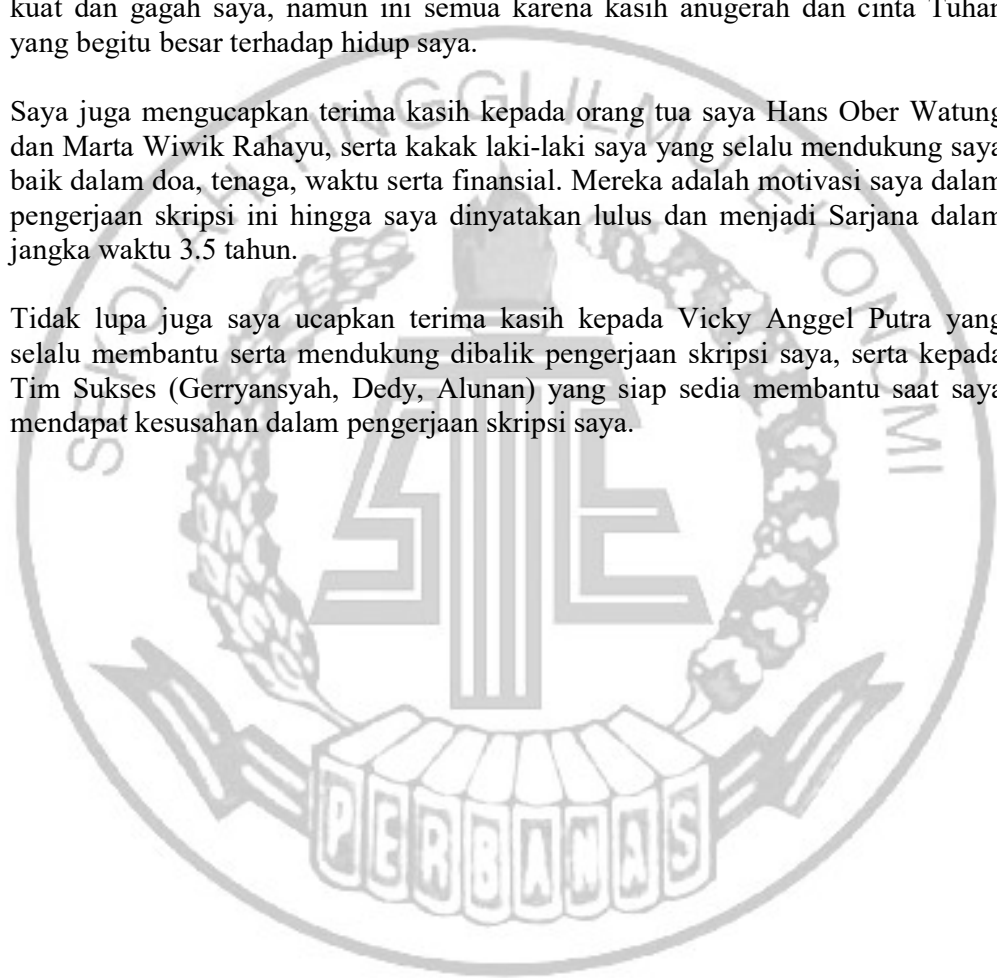 kuat dan gagah saya, namun ini semua karena kasih anugerah dan cinta Tuhan
yang begitu besar terhadap hidup saya.
Saya juga mengucapkan terima kasih kepada orang tua saya Hans Ober Watung
dan Marta Wiwik Rahayu, serta kakak laki-laki saya yang selalu mendukung saya
baik dalam doa, tenaga, waktu serta finansial. Mereka adalah motivasi saya dalam
pengerjaan skripsi ini hingga saya dinyatakan lulus dan menjadi Sarjana dalam
jangka waktu 3.5 tahun.
Tidak lupa juga saya ucapkan terima kasih kepada Vicky Anggel Putra yang
selalu membantu serta mendukung dibalik pengerjaan skripsi saya, serta kepada
Tim Sukses (Gerryansyah, Dedy, Alunan) yang siap sedia membantu saat saya
mendapat kesusahan dalam pengerjaan skripsi saya.
SEKOLAH TINGGI ILMU EKONOMI
STIE
PERBANAS